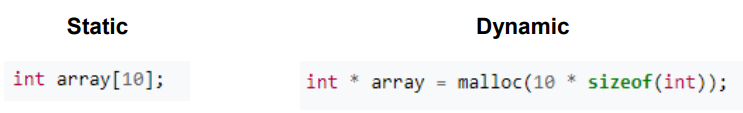 Static
Dynamic
int array[10];
int * array = malloc(10 * sizeof(int));